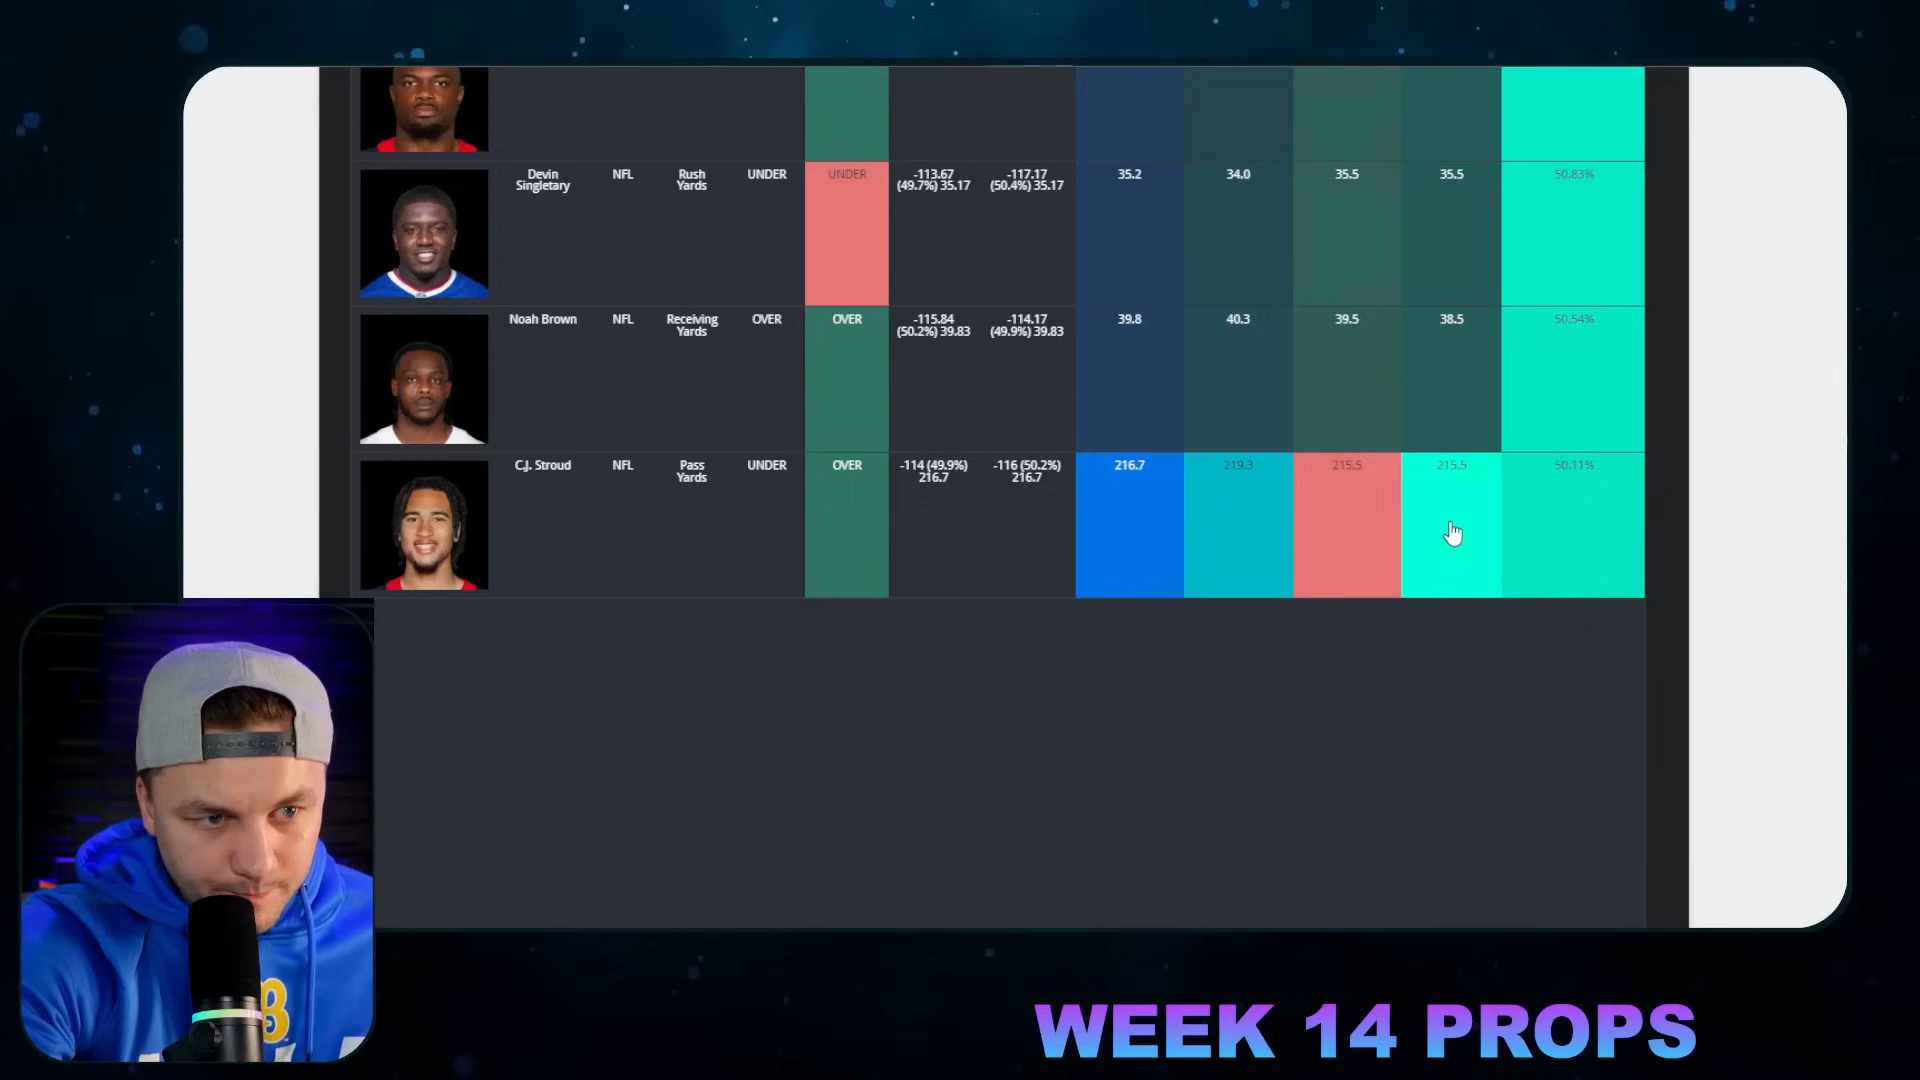 Devin Singletary NFL Rush Yards UNDER UNDER -113.67 (49.7%) 35.17 -117.17 (50.4%) 35.17 35.2 34.0 35.5 35.5 50.83%
Noah Brown NFL Receiving Yards OVER OVER -115.84 (50.2%) 39.83 -114.17 (49.9%) 39.83 39.8 40.3 39.5 38.5 50.54%
C.J. Stroud NFL Pass Yards UNDER OVER -114 (49.9%) 216.7 -116 (50.2%) 216.7 216.7 219.3 215.5 215.5 50.11%
WEEK 14 PROPS